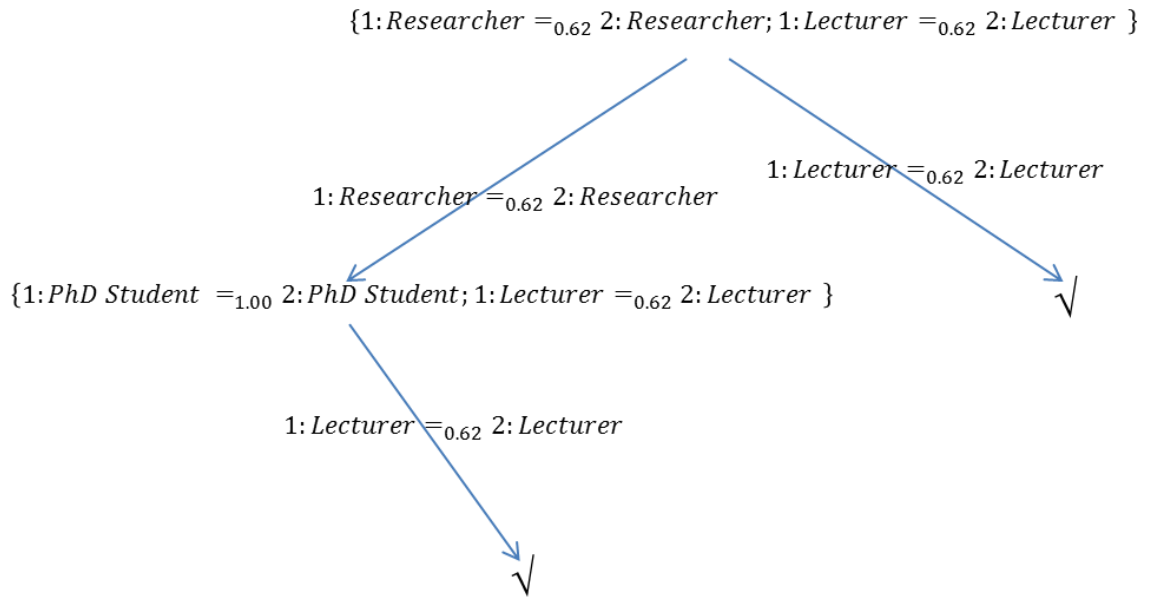 {1: Researcher =0.62 2: Researcher; 1: Lecturer =0.62 2: Lecturer }
1: Lecturer =0.62 2: Lecturer
1: Researcher =0.62 2: Researcher
{1: PhD Student =1.00 2: PhD Student; 1: Lecturer =0.62 2: Lecturer }
√
1: Lecturer =0.62 2: Lecturer
√